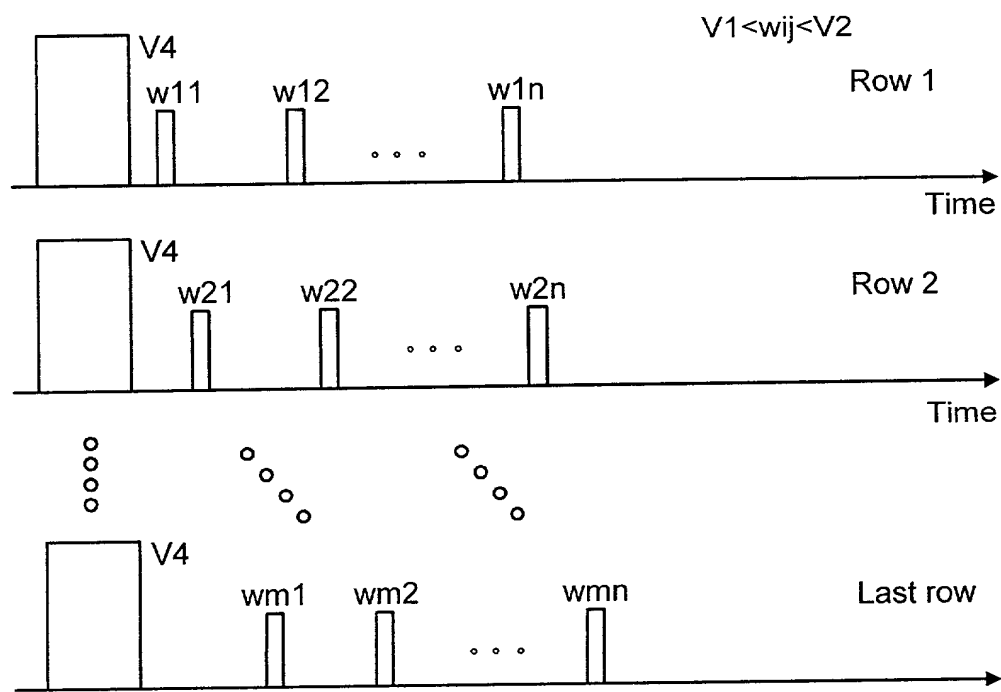 V1<wij<V2
V4
w11 w12 w1n
Row 1
Time
V4
w21 w22 w2n
Row 2
Time
V4
wm1 wm2 wmn
Last row